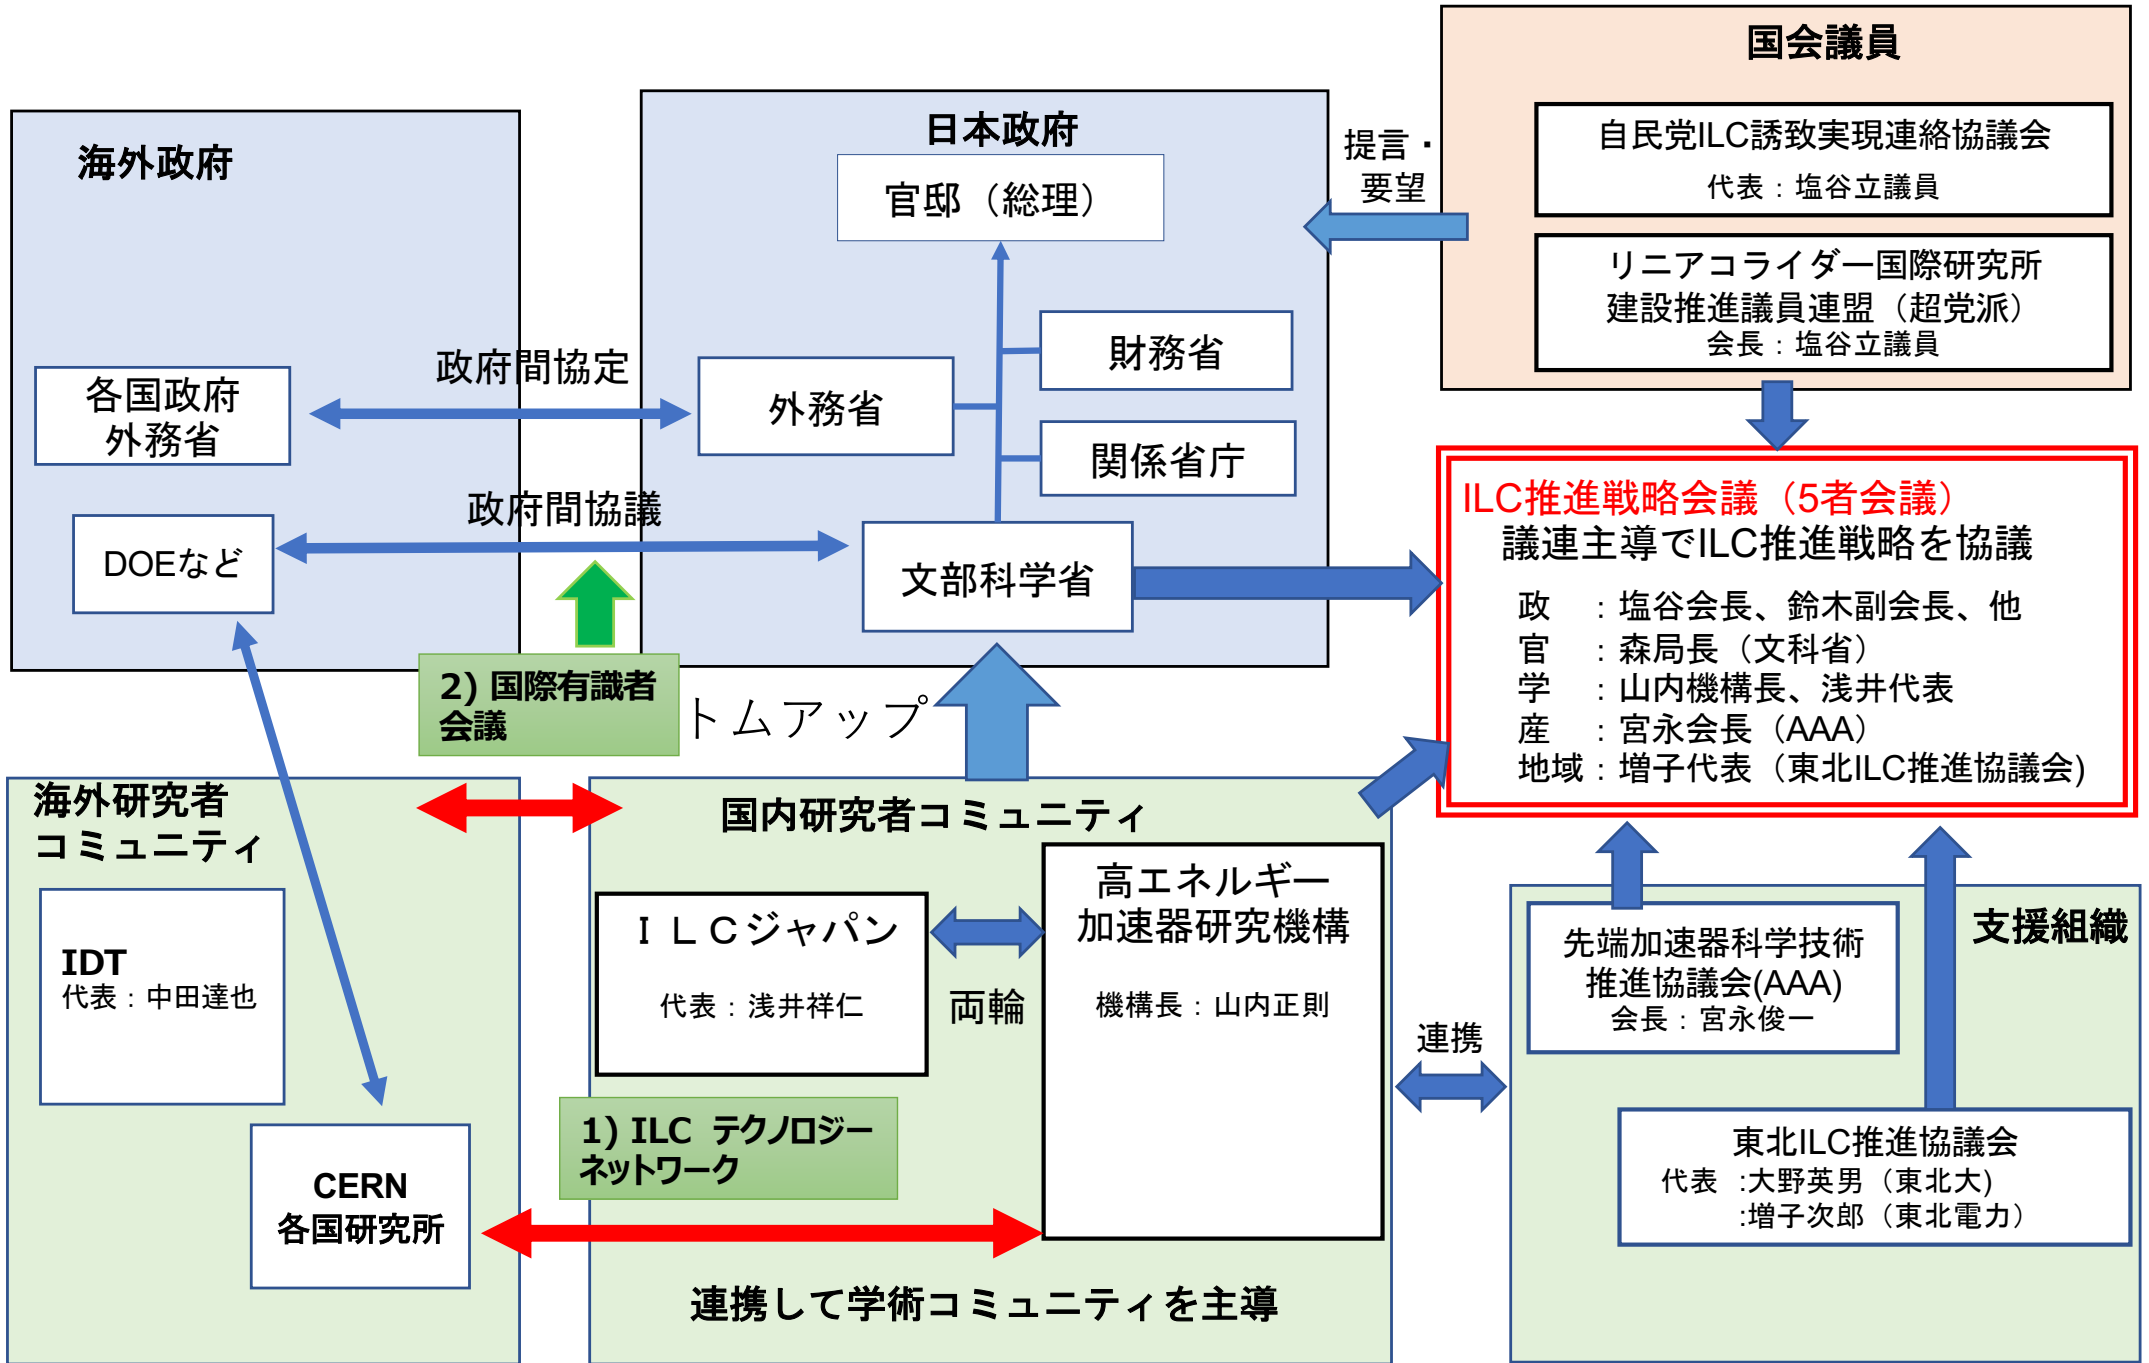 国会議員
自民党ILC誘致実現連絡協議会
代表：塩谷立議員
リニアコライダー国際研究所
建設推進議員連盟（超党派）
会長：塩谷立議員
提言・
要望
日本政府
官邸（総理）
財務省
外務省
関係省庁
文部科学省
海外政府
各国政府
外務省
DOEなど
政府間協定
政府間協議
ILC推進戦略会議（5者会議）
議連主導でILC推進戦略を協議
政　：塩谷会長、鈴木副会長、他
官　：森局長（文科省）
学　：山内機構長、浅井代表
産　：宮永会長（AAA）
地域：増子代表（東北ILC推進協議会)
2) 国際有識者
会議
トムアップ
海外研究者
コミュニティ
IDT
代表：中田達也
CERN
各国研究所
国内研究者コミュニティ
ＩＬＣジャパン
代表：浅井祥仁
両輪
高エネルギー
加速器研究機構
機構長：山内正則
1) ILC テクノロジー
ネットワーク
連携して学術コミュニティを主導
連携
支援組織
先端加速器科学技術
推進協議会(AAA)
会長：宮永俊一
東北ILC推進協議会
代表 :大野英男（東北大)
:増子次郎（東北電力）